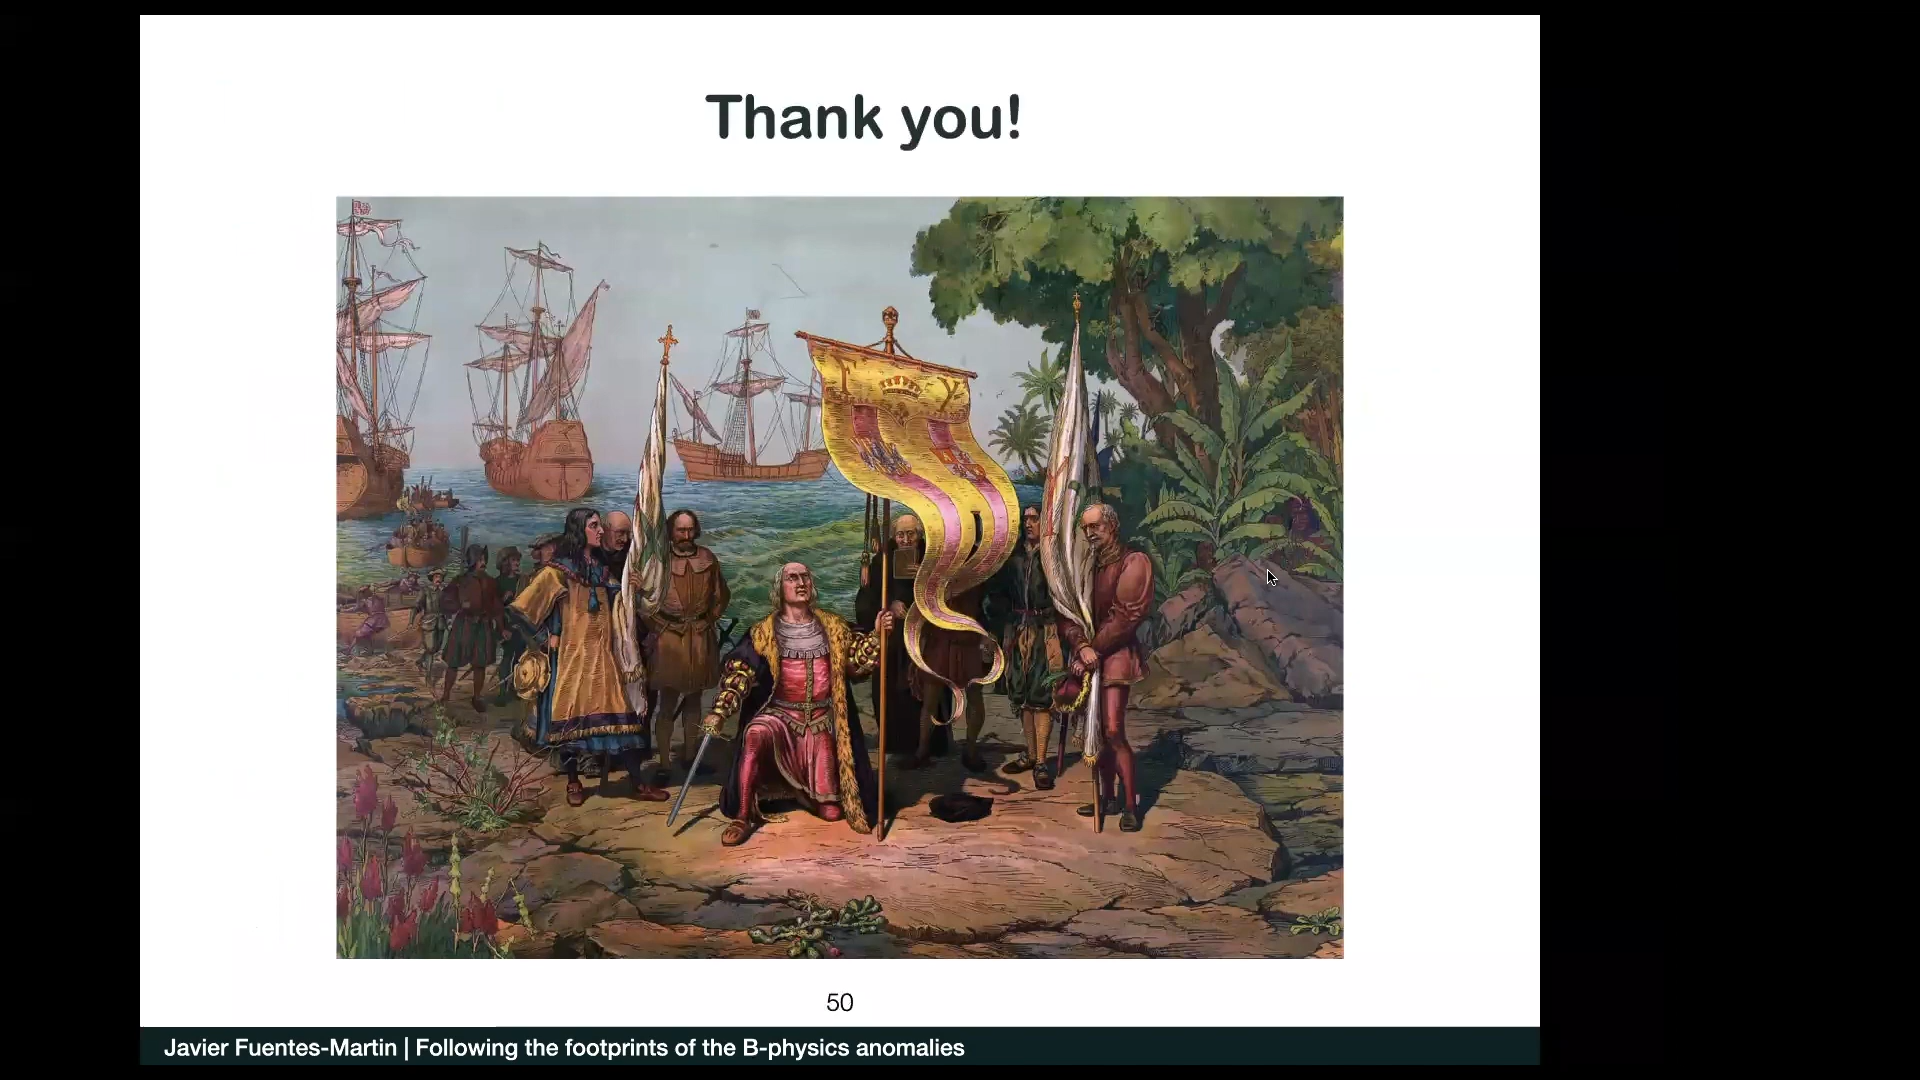 Thank you!
F Y
50
Javier Fuentes-Martin | Following the footprints of the B-physics anomalies